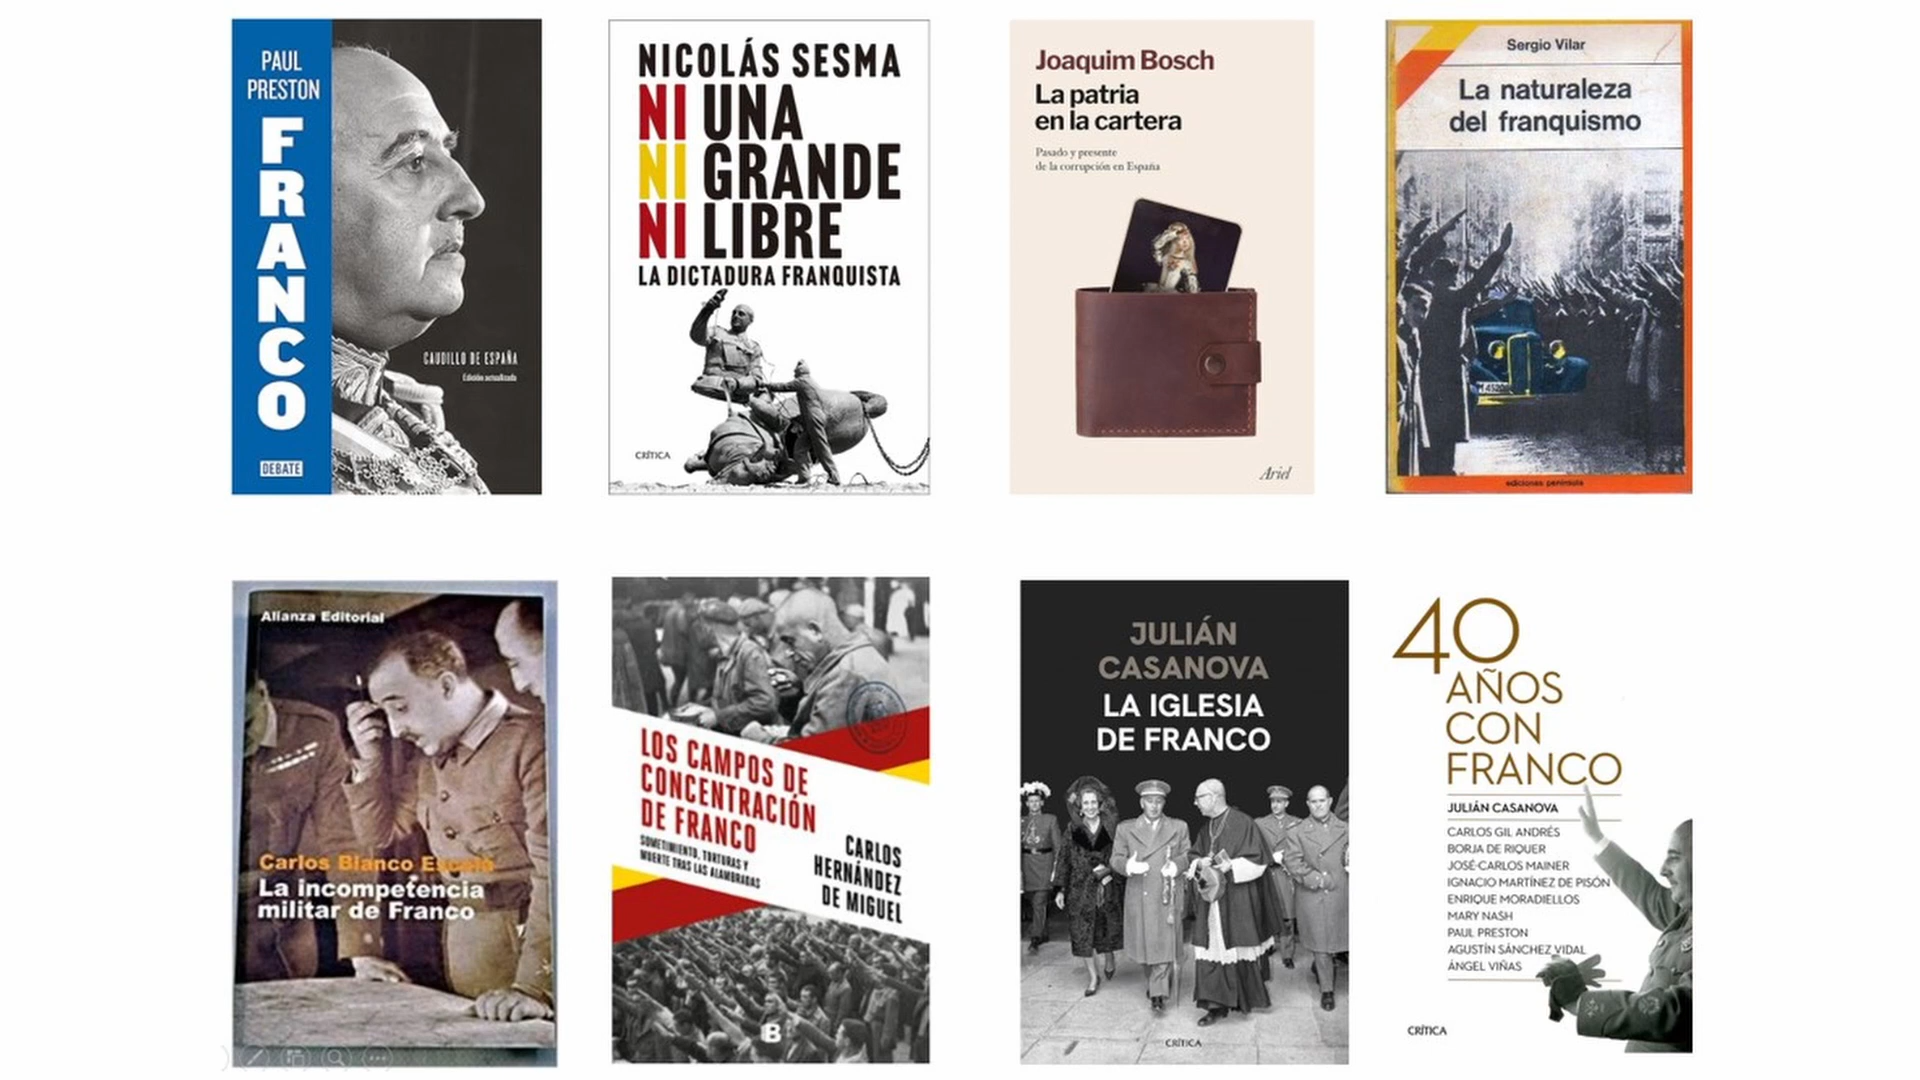 PAUL
PRESTON
FRANCO
CAUDILLO DE ESPAÑA
Edición actualizada
DEBATE
NICOLÁS SESMA
NI UNA
NI GRANDE
NI LIBRE
LA DICTADURA FRANQUISTA
CRÍTICA
Joaquim Bosch
La patria
en la cartera
Pasado y presente
de la corrupción en España
Ariel
Sergio Vilar
La naturaleza
del franquismo
ediciones península
Alianza Editorial
Carlos Blanco Escolá
La incompetencia
militar de Franco
LOS CAMPOS DE
CONCENTRACIÓN
DE FRANCO
SOMETIMIENTO, TORTURAS Y
MUERTE TRAS LAS ALAMBRADAS
CARLOS
HERNÁNDEZ
DE MIGUEL
B
JULIÁN
CASANOVA
LA IGLESIA
DE FRANCO
CRÍTICA
40
AÑOS
CON
FRANCO
JULIÁN CASANOVA
CARLOS GIL ANDRÉS
BORJA DE RIQUER
JOSÉ-CARLOS MAINER
IGNACIO MARTÍNEZ DE PISÓN
ENRIQUE MORADIELLOS
MARY NASH
PAUL PRESTON
AGUSTÍN SÁNCHEZ VIDAL
ÁNGEL VIÑAS
CRÍTICA